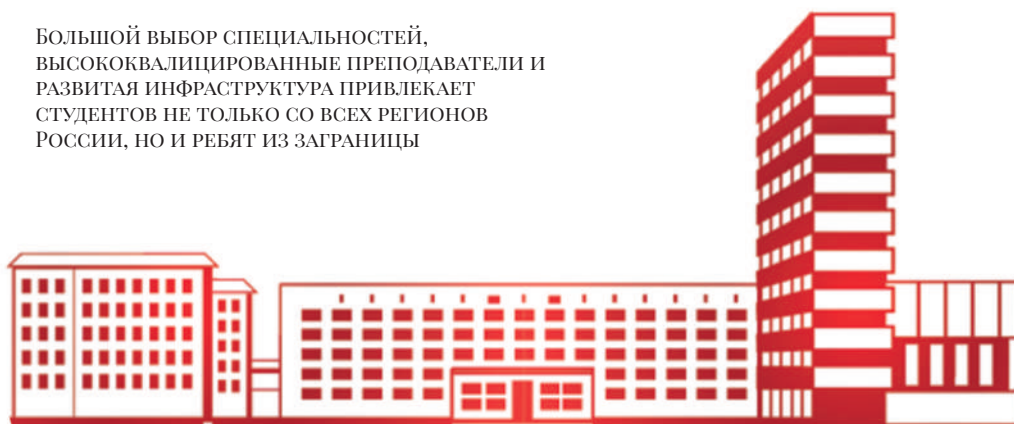 Большой выбор специальностей,
высококвалицированные преподаватели и
развитая инфраструктура привлекает
студентов не только со всех регионов
России, но и ребят из заграницы